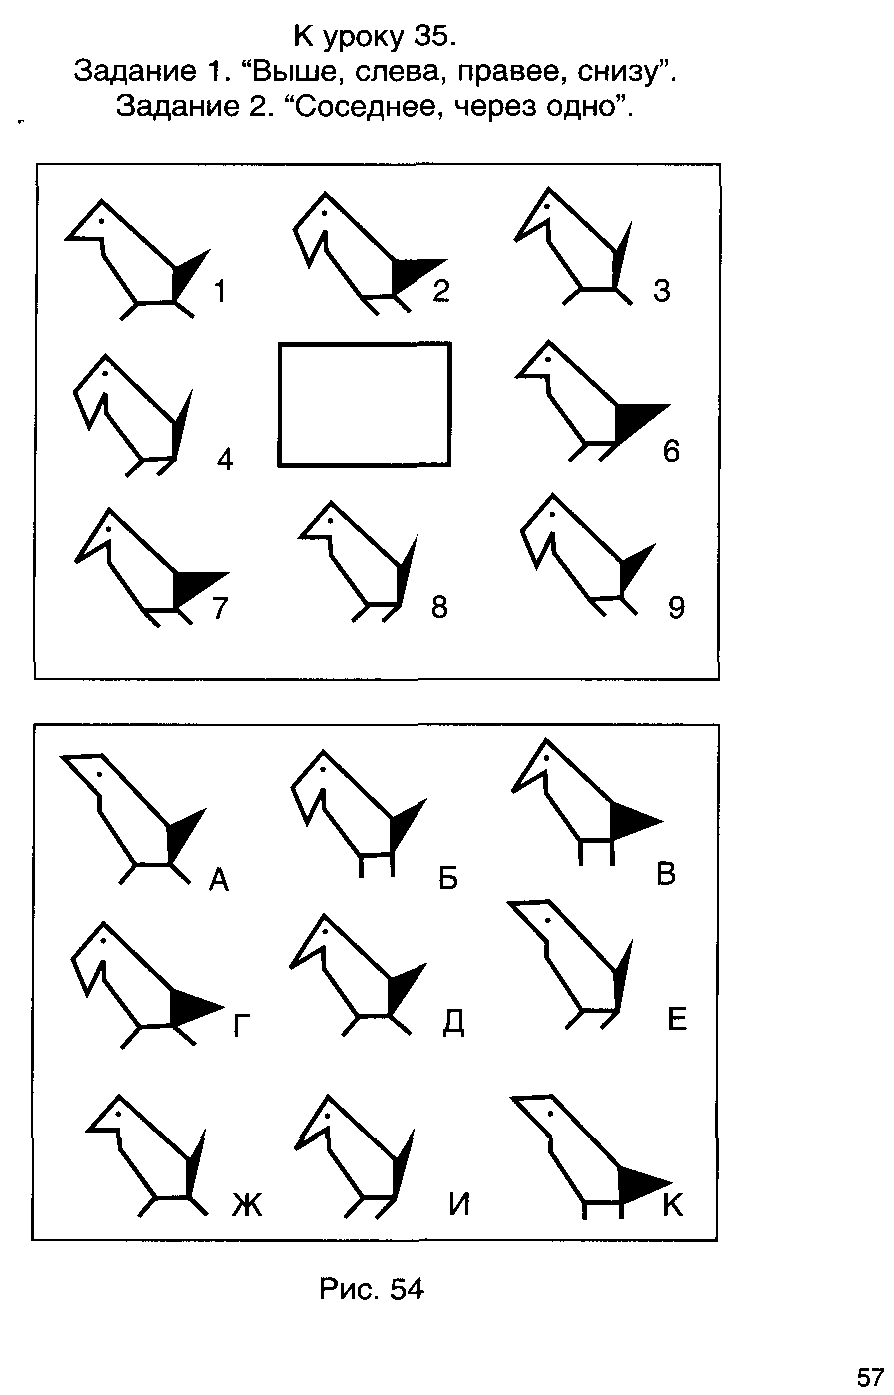 К уроку 35.
Задание 1. “Выше, слева, правее, снизу”.
Задание 2. “Соседнее, через одно”.
1 2 3
4 6
7 8 9
А Б В
Г Д Е
Ж И К
Рис. 54
57